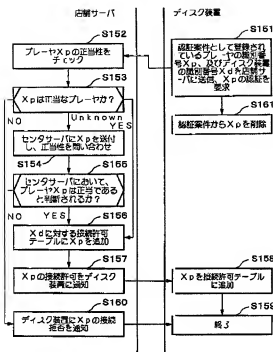 店舗サーバ
ディスク装置
S152
プレーヤXpの正当性を
チェック
S151
認証案件として登録され
ているプレーヤの識別番
号Xp、及びディスク装置
の識別番号Xdを店舗サー
バに送信、Xpの認証を
要求
S153
Xpは正当なプレーヤか?
NO
Unknown
YES
S161
認証案件からXpを削除
センタサーバにXpを送付
し、正当性を問い合わせ
S154
S155
センタサーバにおいて、
プレーヤXpは正当である
と判断されるか?
NO
YES
S156
Xdに対する接続許可
テーブルにXpを追加
S157
Xpの接続許可をディスク
装置に通知
S158
Xpを接続許可テーブル
に追加
S160
ディスク装置にXpの接続
拒否を通知
S159
終了